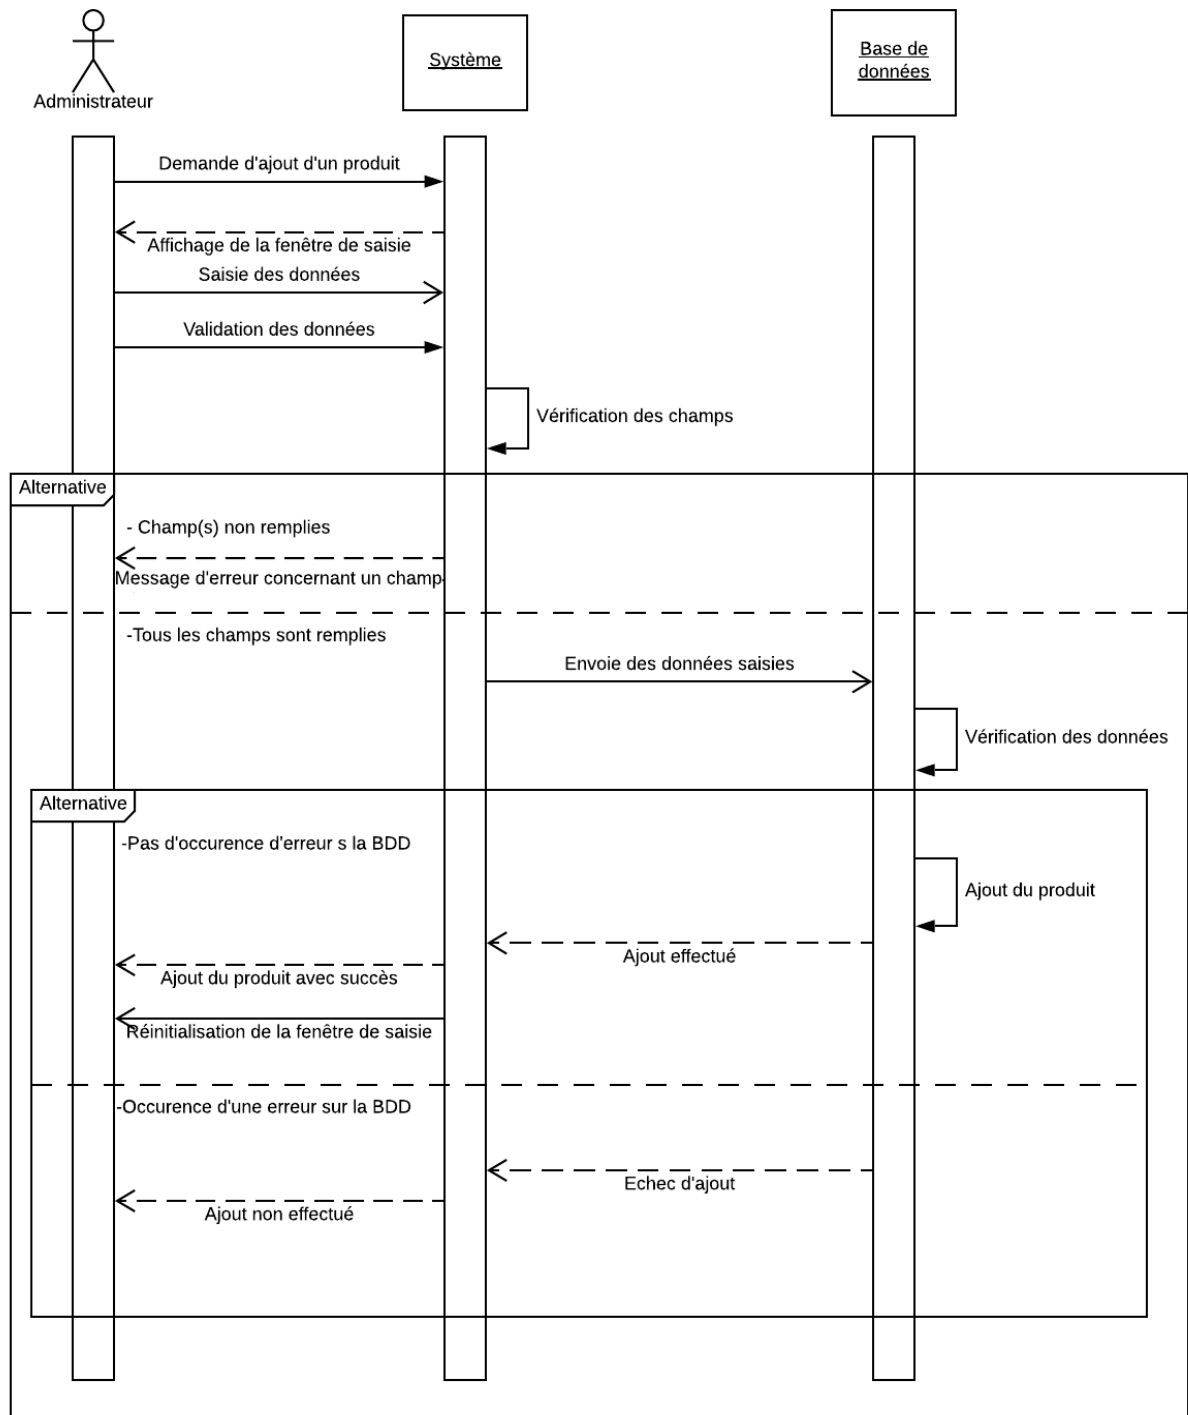 Administrateur
Système
Base de
données
Demande d'ajout d'un produit
Affichage de la fenêtre de saisie
Saisie des données
Validation des données
Vérification des champs
Alternative
- Champ(s) non remplies
Message d'erreur concernant un champ
-Tous les champs sont remplies
Envoie des données saisies
Vérification des données
Alternative
-Pas d'occurence d'erreur s la BDD
Ajout du produit
Ajout effectué
Ajout du produit avec succès
Réinitialisation de la fenêtre de saisie
-Occurence d'une erreur sur la BDD
Echec d'ajout
Ajout non effectué